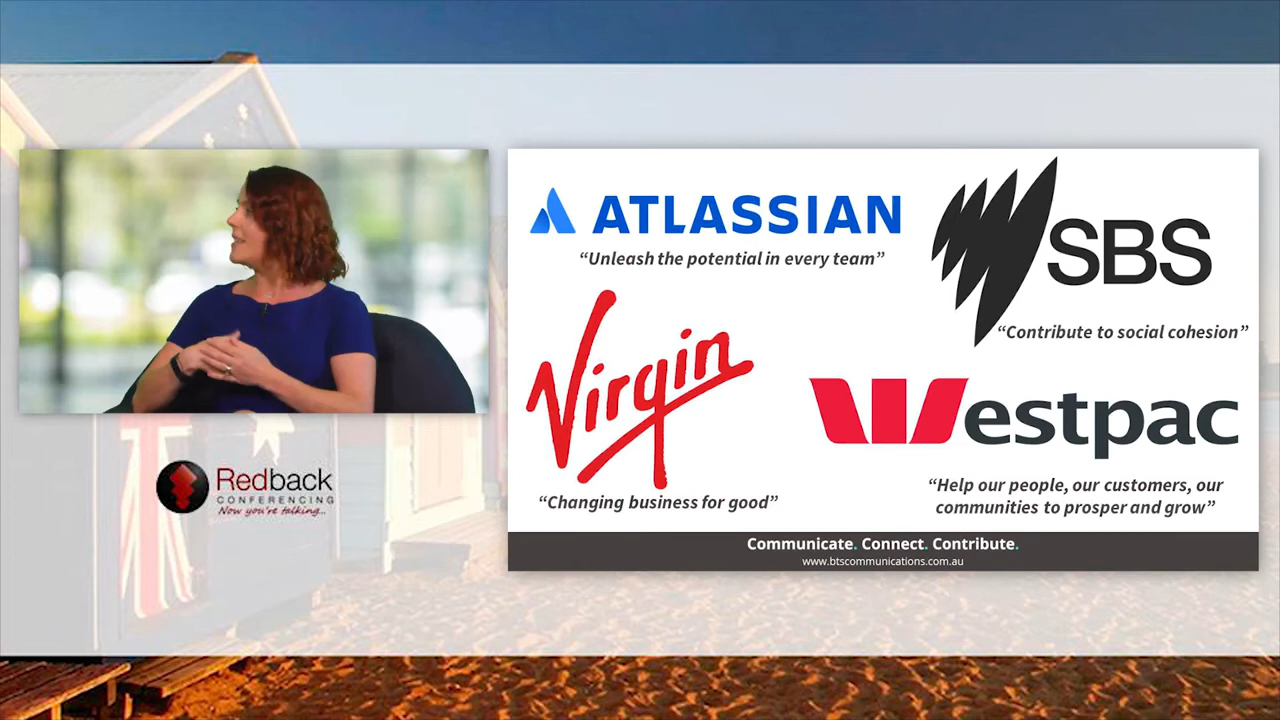 Redback
CONFERENCING
Now you're talking...
ATLASSIAN
“Unleash the potential in every team”
SBS
“Contribute to social cohesion”
Virgin
“Changing business for good”
Westpac
“Help our people, our customers, our
communities to prosper and grow”
Communicate. Connect. Contribute.
www.btscommunications.com.au